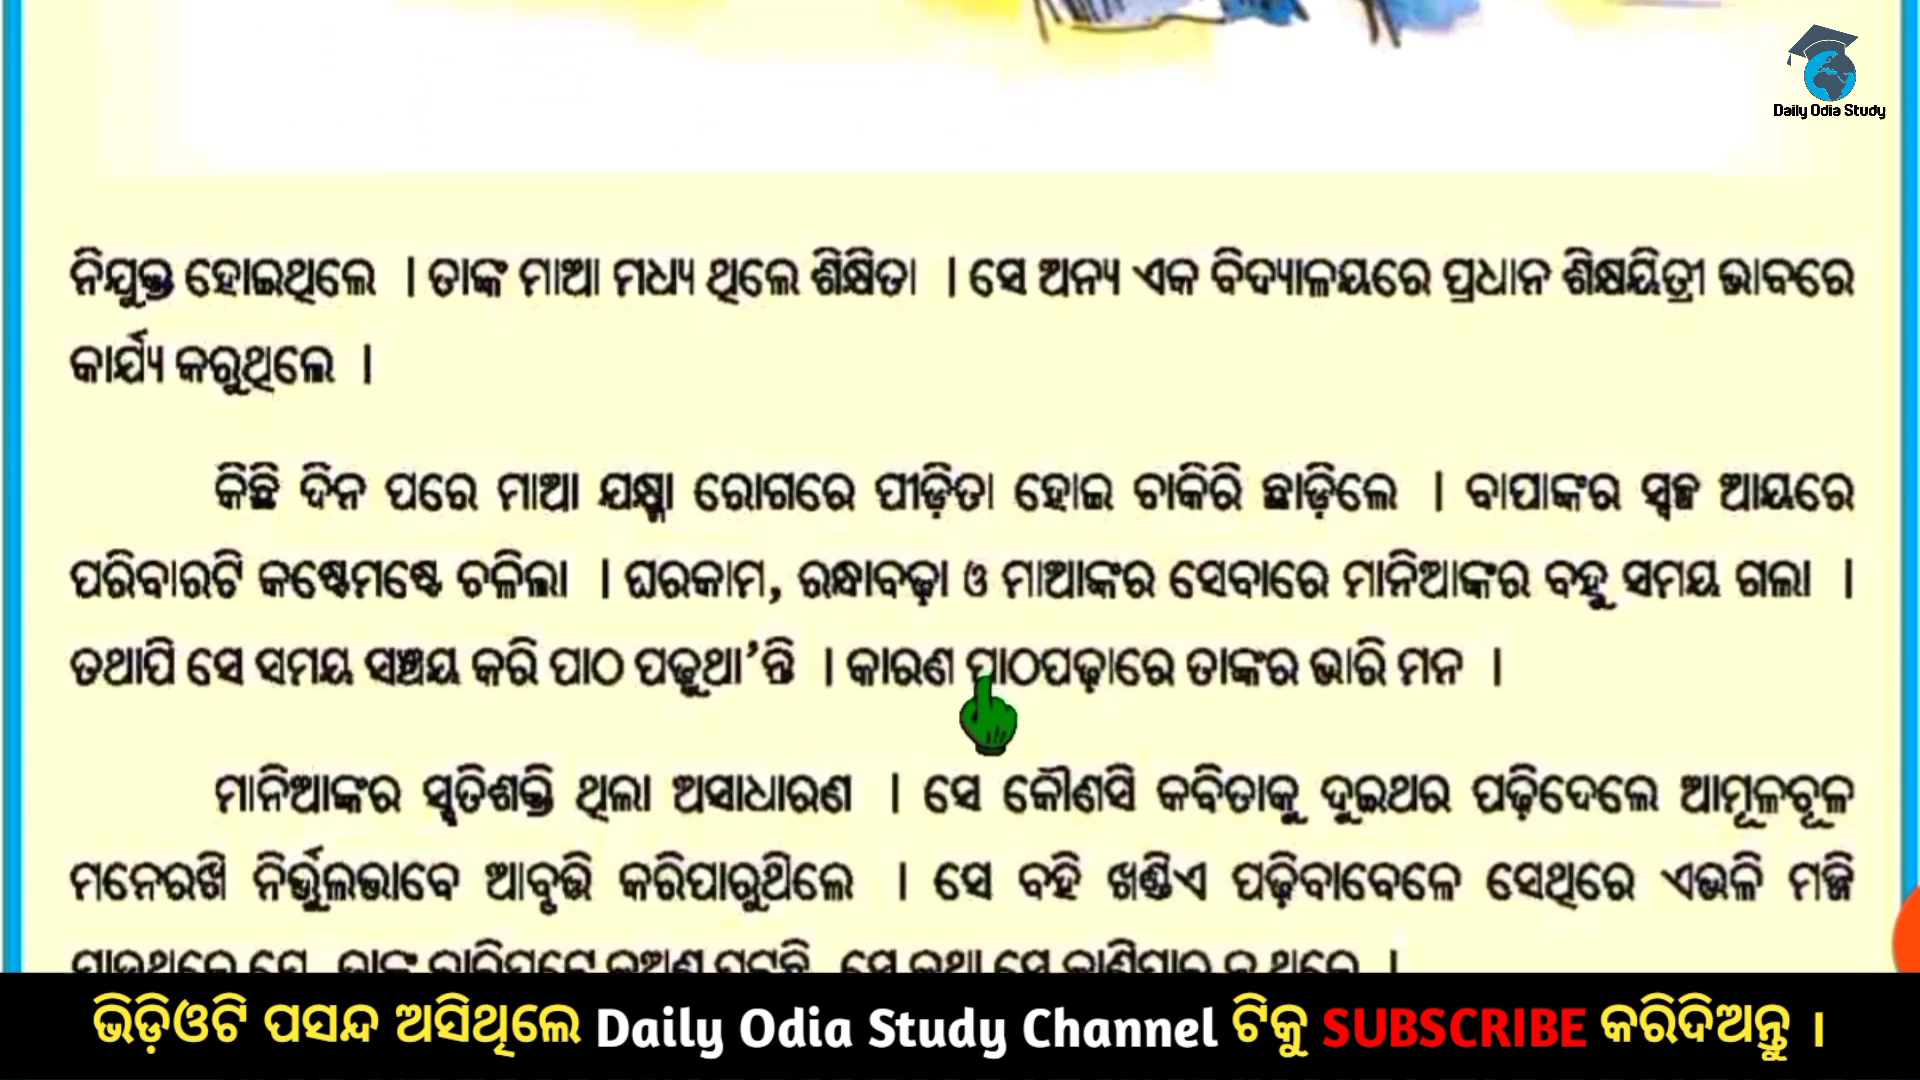 Daily Odia Study
ନିଯୁକ୍ତ ହୋଇଥିଲେ । ତାଙ୍କ ମାଆ ମଧ୍ୟ ଥିଲେ ଶିକ୍ଷିତା । ସେ ଅନ୍ୟ ଏକ ବିଦ୍ୟାଳୟରେ ପ୍ରଧାନ ଶିକ୍ଷୟିତ୍ରୀ ଭାବରେ
କାର୍ଯ୍ୟ କରୁଥିଲେ ।
କିଛି ଦିନ ପରେ ମାଆ ଯକ୍ଷ୍ମା ରୋଗରେ ପୀଡ଼ିତା ହୋଇ ଚାକିରି ଛାଡ଼ିଲେ । ବାପାଙ୍କର ସ୍ୱଳ୍ପ ଆୟରେ
ପରିବାରଟି କଷ୍ଟେମଷ୍ଟେ ଚଳିଲା । ଘରକାମ, ରନ୍ଧାବଢ଼ା ଓ ମାଆଙ୍କର ସେବାରେ ମାନିଆଙ୍କର ବହୁ ସମୟ ଗଲା ।
ତଥାପି ସେ ସମୟ ସଞ୍ଚୟ କରି ପାଠ ପଢ଼ୁଥା’ନ୍ତି । କାରଣ ପାଠପଢ଼ାରେ ତାଙ୍କର ଭାରି ମନ ।
ମାନିଆଙ୍କର ସ୍ମୃତିଶକ୍ତି ଥିଲା ଅସାଧାରଣ । ସେ କୌଣସି କବିତାକୁ ଦୁଇଥର ପଢ଼ିଦେଲେ ଆମୂଳଚୂଳ
ମନେରଖି ନିର୍ଭୁଲଭାବେ ଆବୃତ୍ତି କରିପାରୁଥିଲେ । ସେ ବହି ଖଣ୍ଡିଏ ପଢ଼ିବାବେଳେ ସେଥିରେ ଏଭଳି ମଜ୍ଜି
ଭିଡ଼ିଓଟି ପସନ୍ଦ ଅସିଥିଲେ Daily Odia Study Channel ଟିକୁ SUBSCRIBE କରିଦିଅନ୍ତୁ ।